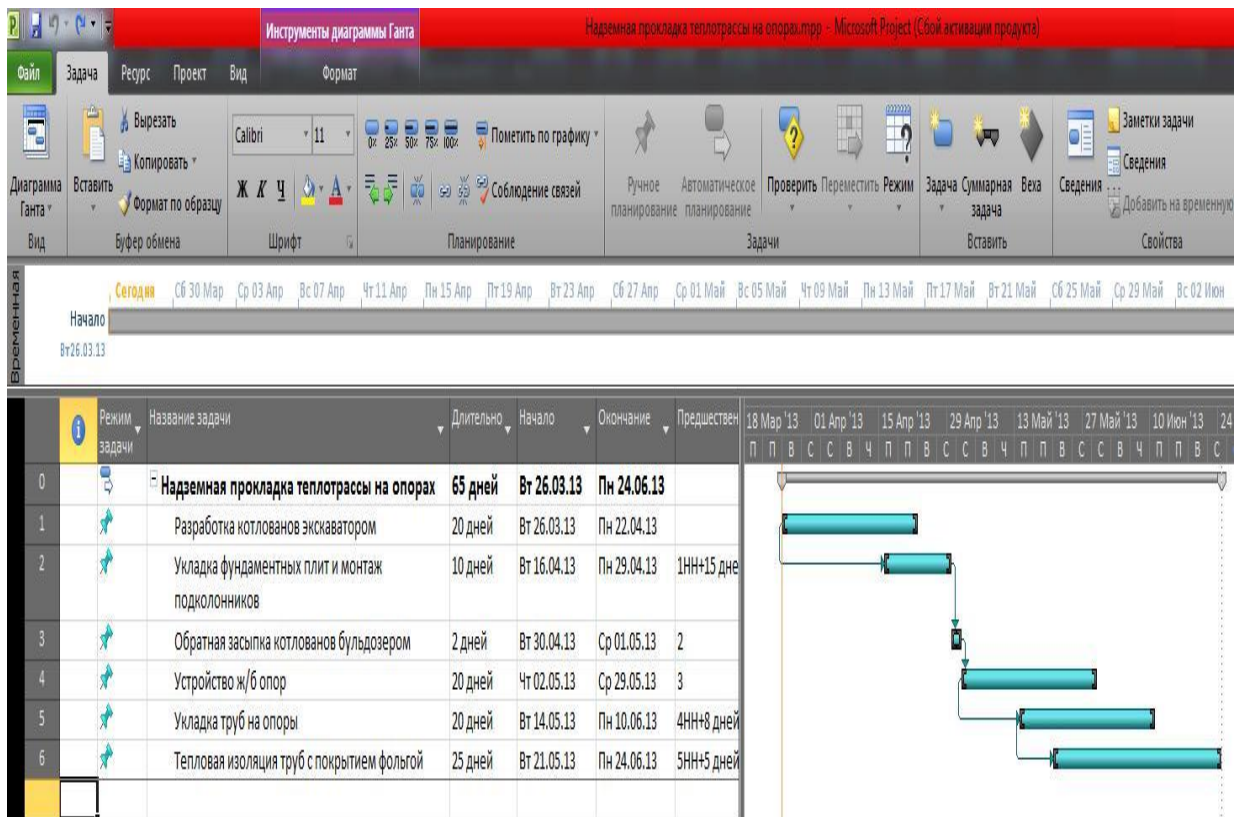 Инструменты диаграммы Ганта
Надземная прокладка теплотрассы на опорах.mpp - Microsoft Project (Сбой активации продукта)
Файл Задача Ресурс Проект Вид Формат
Диаграмма Ганта
Вид
Вставить
Вырезать
Копировать
Формат по образцу
Буфер обмена
Calibri 11
Ж К Ч
Шрифт
0% 25% 50% 75% 100%
Пометить по графику
Соблюдение связей
Планирование
Ручное планирование
Автоматическое планирование
Проверить Переместить Режим
Задачи
Задача Суммарная задача Веха
Вставить
Сведения
Заметки задачи
Сведения
Добавить на временную
Свойства
Временная
Сегодня Сб 30 Мар Ср 03 Апр Вс 07 Апр Чт 11 Апр Пн 15 Апр Пт 19 Апр Вт 23 Апр Сб 27 Апр Ср 01 Май Вс 05 Май Чт 09 Май Пн 13 Май Пт 17 Май Вт 21 Май Сб 25 Май Ср 29 Май Вс 02 Июн
Начало
Вт26.03.13
Режим задачи Название задачи Длительно Начало Окончание Предшествен
18 Мар '13 01 Апр '13 15 Апр '13 29 Апр '13 13 Май '13 27 Май '13 10 Июн '13 24
П П В С С В Ч П П В С С В Ч П П В С С В Ч П П В С
0 Надземная прокладка теплотрассы на опорах 65 дней Вт 26.03.13 Пн 24.06.13
1 Разработка котлованов экскаватором 20 дней Вт 26.03.13 Пн 22.04.13
2 Укладка фундаментных плит и монтаж подколонников 10 дней Вт 16.04.13 Пн 29.04.13 1НН+15 дне
3 Обратная засыпка котлованов бульдозером 2 дней Вт 30.04.13 Ср 01.05.13 2
4 Устройство ж/б опор 20 дней Чт 02.05.13 Ср 29.05.13 3
5 Укладка труб на опоры 20 дней Вт 14.05.13 Пн 10.06.13 4НН+8 дней
6 Тепловая изоляция труб с покрытием фольгой 25 дней Вт 21.05.13 Пн 24.06.13 5НН+5 дней